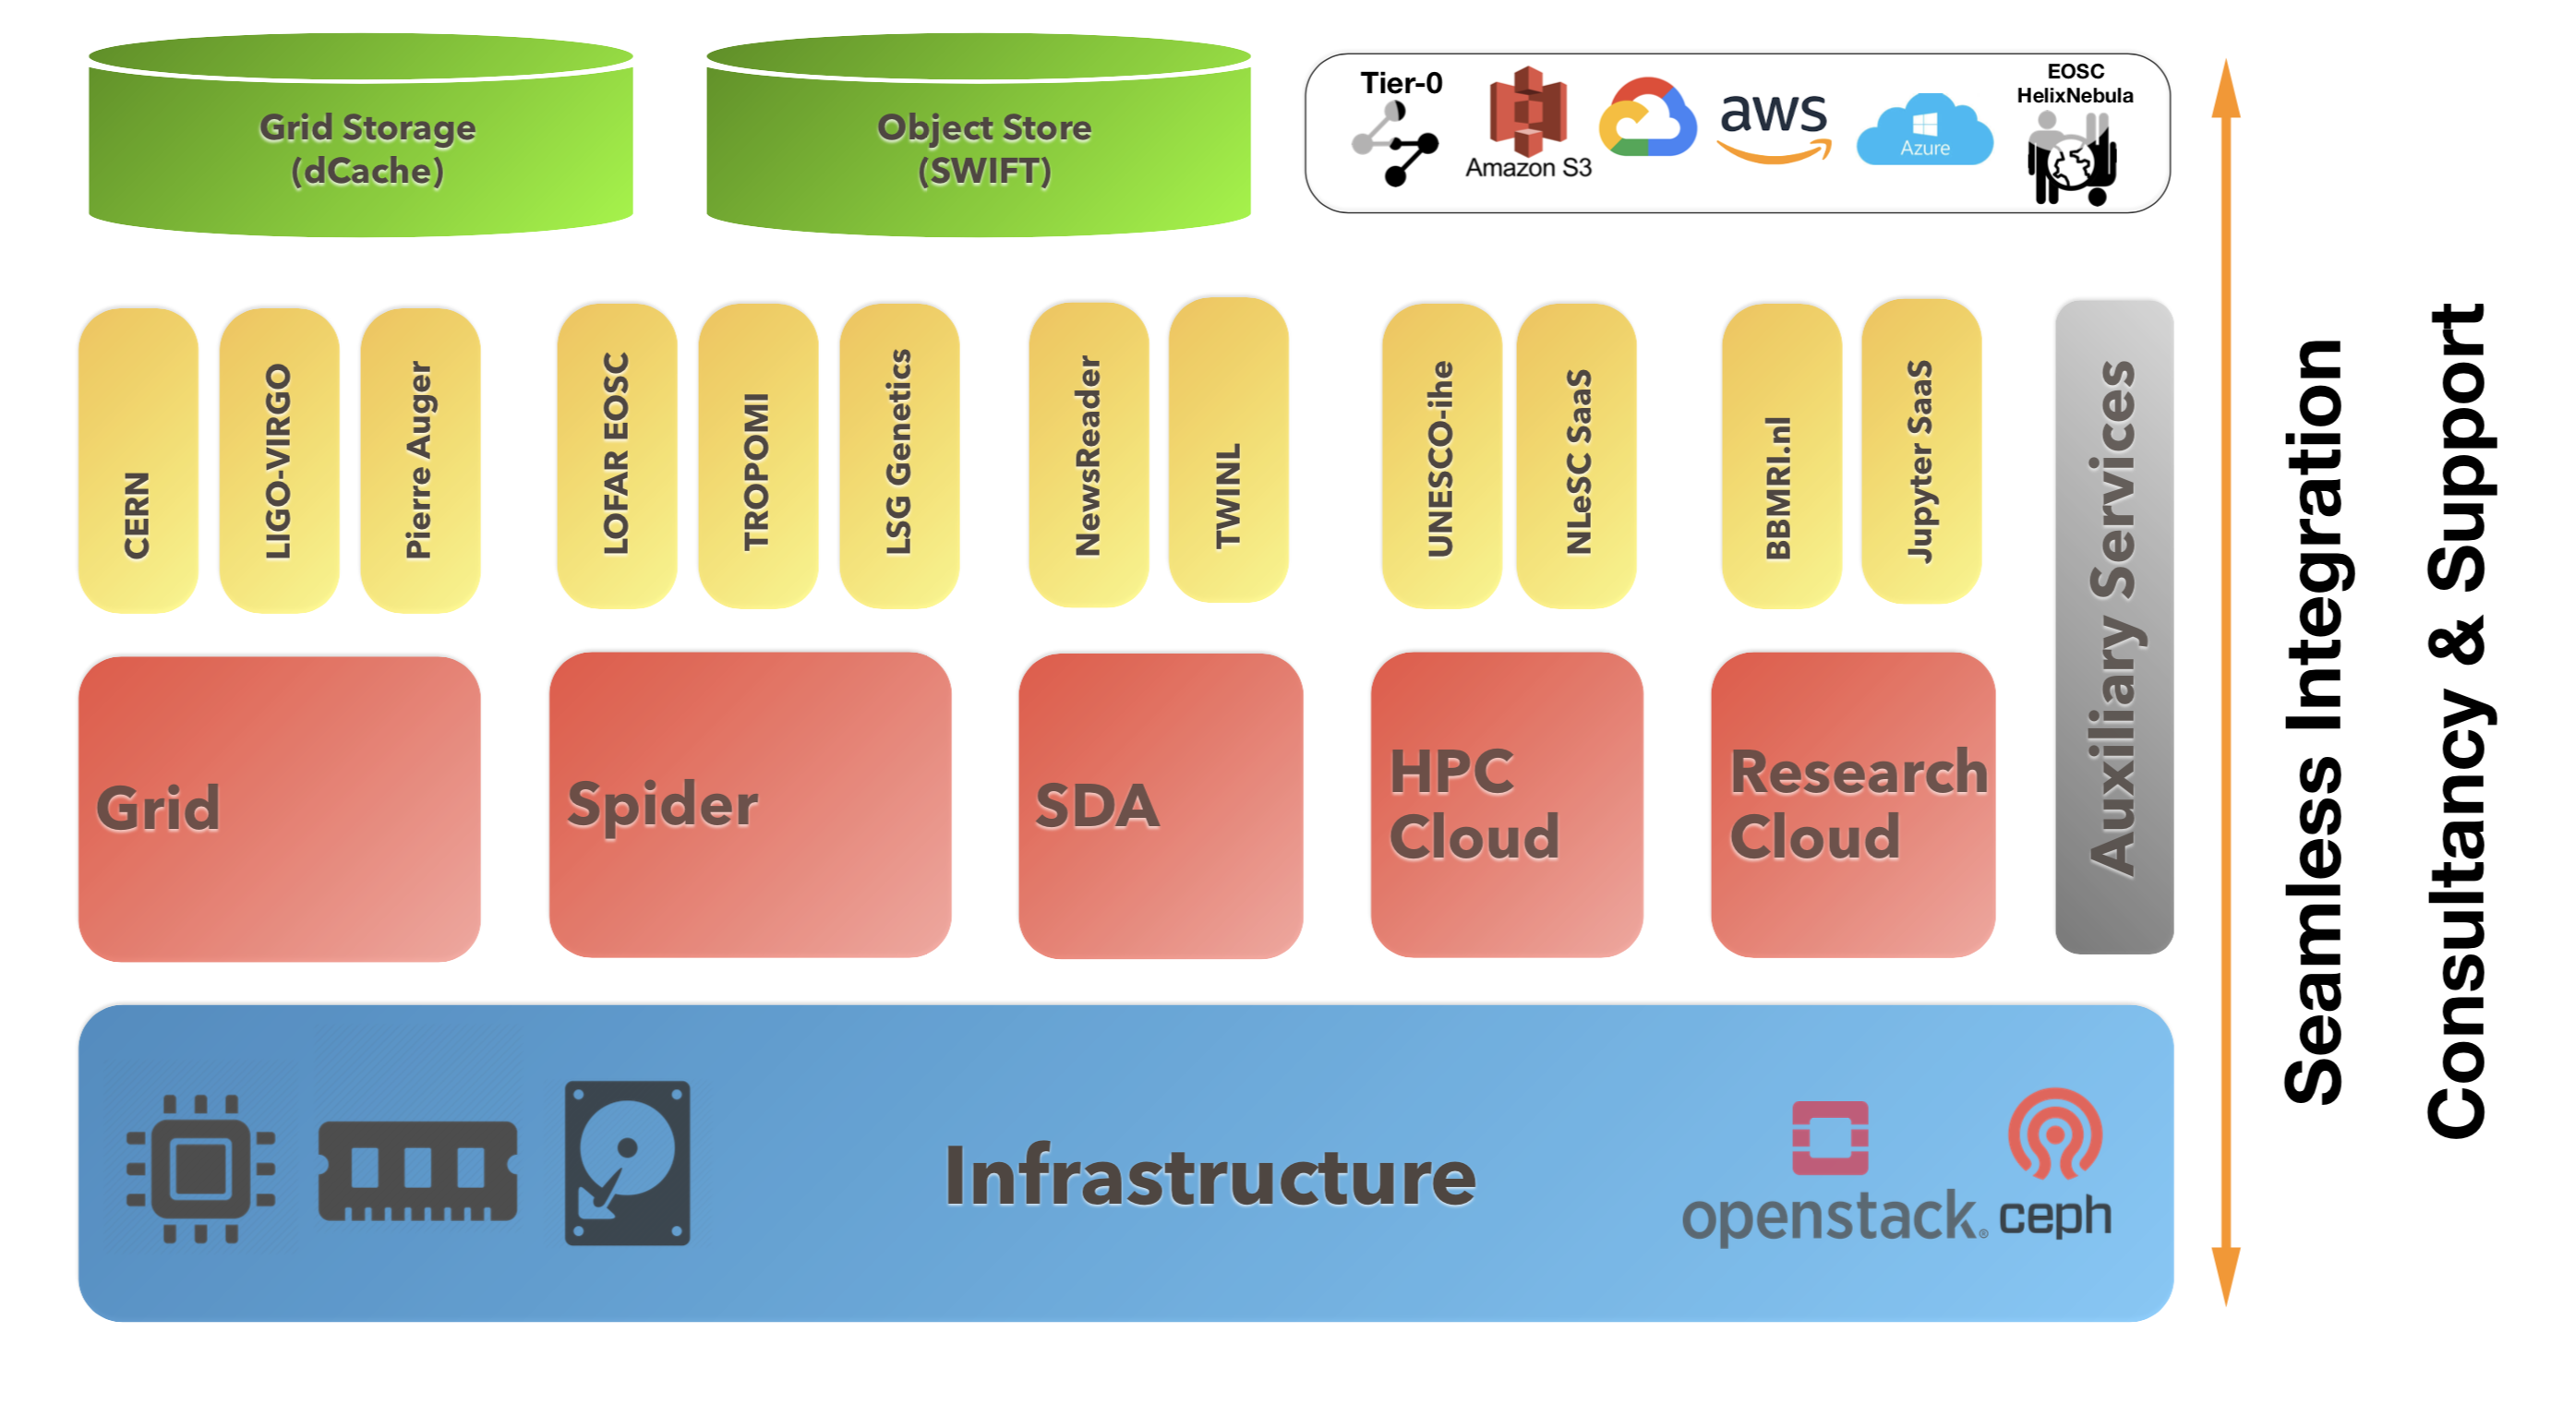 Grid Storage
(dCache)
Object Store
(SWIFT)
Tier-0
Amazon S3
aws
Azure
EOSC
HelixNebula
CERN
LIGO-VIRGO
Pierre Auger
LOFAR EOSC
TROPOMI
LSG Genetics
NewsReader
TWINL
UNESCO-ihe
NLeSC SaaS
BBMRI.nl
Jupyter SaaS
Auxiliary Services
Grid
Spider
SDA
HPC
Cloud
Research
Cloud
Infrastructure
openstack®
ceph
Seamless Integration
Consultancy & Support